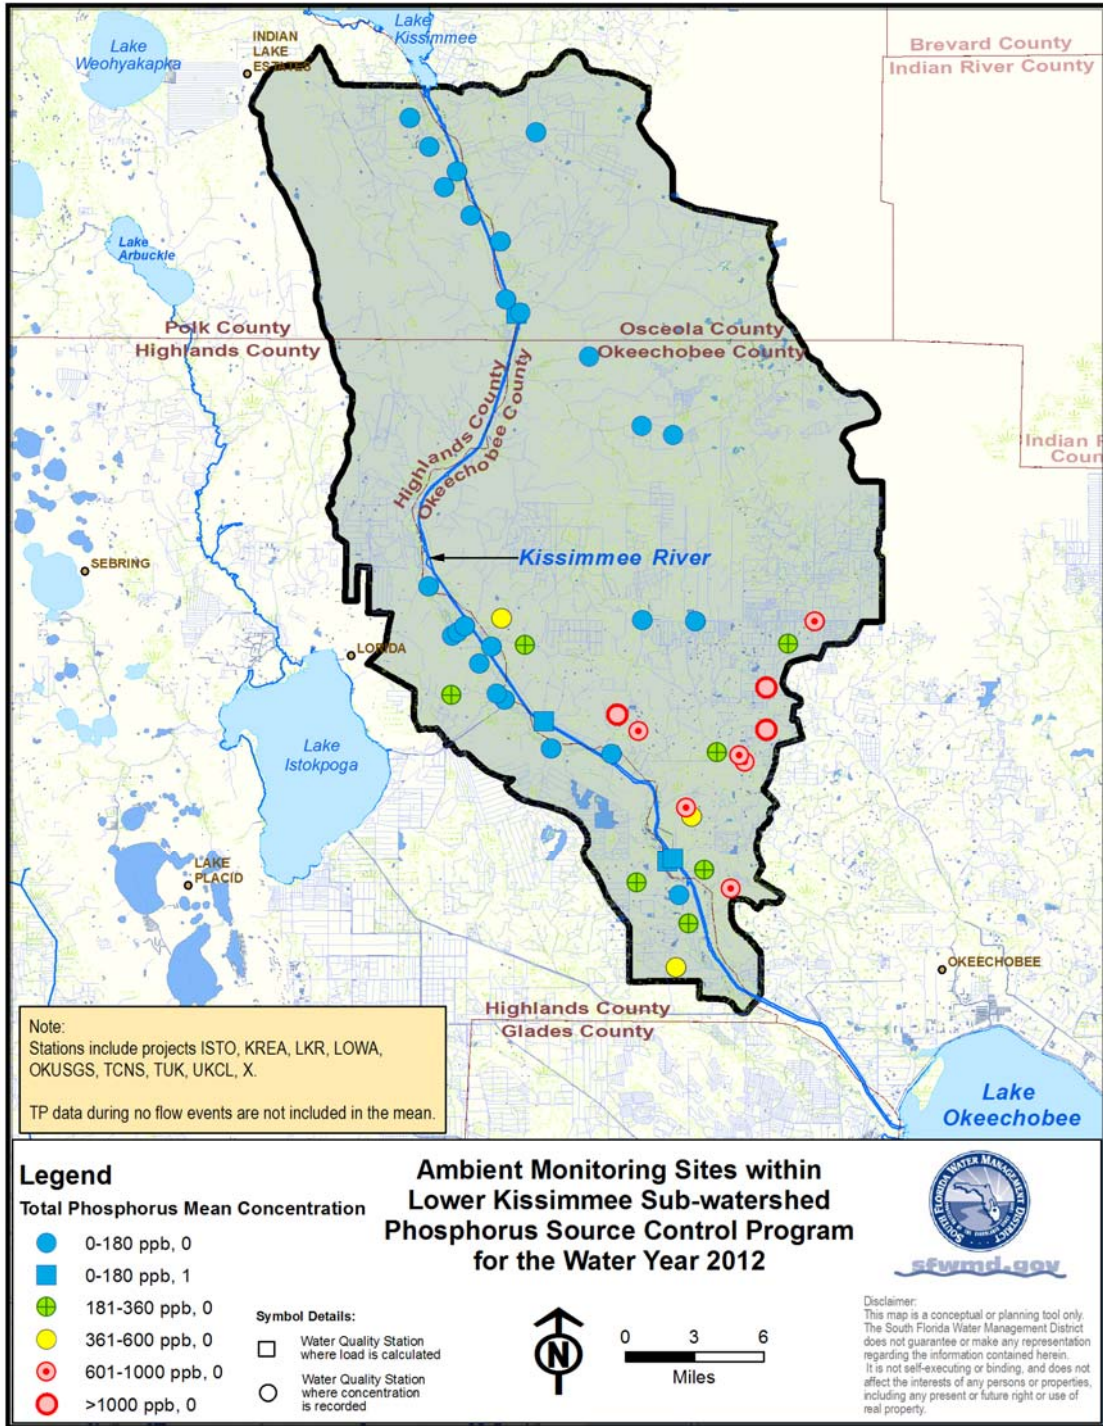 Lake
Kissimmee
INDIAN
LAKE
ESTATES
Lake
Weohyakapka
Brevard County
Indian River County
Lake
Arbuckle
Polk County
Highlands County
Osceola County
Okeechobee County
Highlands County
Okeechobee County
Indian R
Coun
Kissimmee River
SEBRING
LORIDA
Lake
Istokpoga
LAKE
PLACID
OKEECHOBEE
Highlands County
Glades County
Lake
Okeechobee
Note:
Stations include projects ISTO, KREA, LKR, LOWA,
OKUSGS, TCNS, TUK, UKCL, X.
TP data during no flow events are not included in the mean.
Legend
Total Phosphorus Mean Concentration
0-180 ppb, 0
0-180 ppb, 1
181-360 ppb, 0
361-600 ppb, 0
601-1000 ppb, 0
>1000 ppb, 0
Symbol Details:
Water Quality Station
where load is calculated
Water Quality Station
where concentration
is recorded
Ambient Monitoring Sites within
Lower Kissimmee Sub-watershed
Phosphorus Source Control Program
for the Water Year 2012
N
0 3 6
Miles
SOUTH FLORIDA WATER MANAGEMENT DISTRICT
sfwmd.gov
Disclaimer:
This map is a conceptual or planning tool only.
The South Florida Water Management District
does not guarantee or make any representation
regarding the information contained herein.
It is not self-executing or binding, and does not
affect the interests of any persons or properties,
including any present or future right or use of
real property.